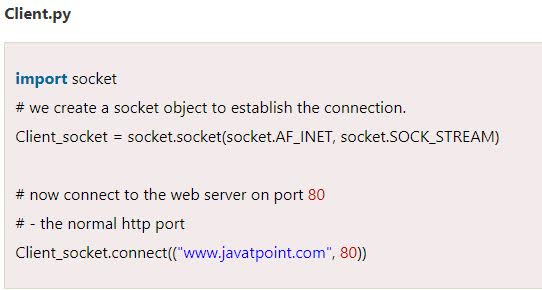 Client.py
import socket
# we create a socket object to establish the connection.
Client_socket = socket.socket(socket.AF_INET, socket.SOCK_STREAM)
# now connect to the web server on port 80
# - the normal http port
Client_socket.connect(("www.javatpoint.com", 80))